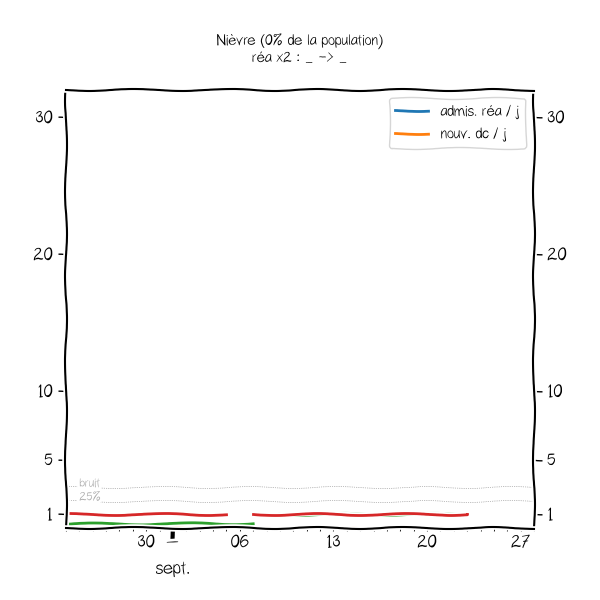 Nièvre (0% de la population)
réa x2 : _ -> _
admis. réa / j
nouv. dc / j
30
30
20
20
10
10
5
5
bruit
25%
1
1
30
06
13
20
27
sept.